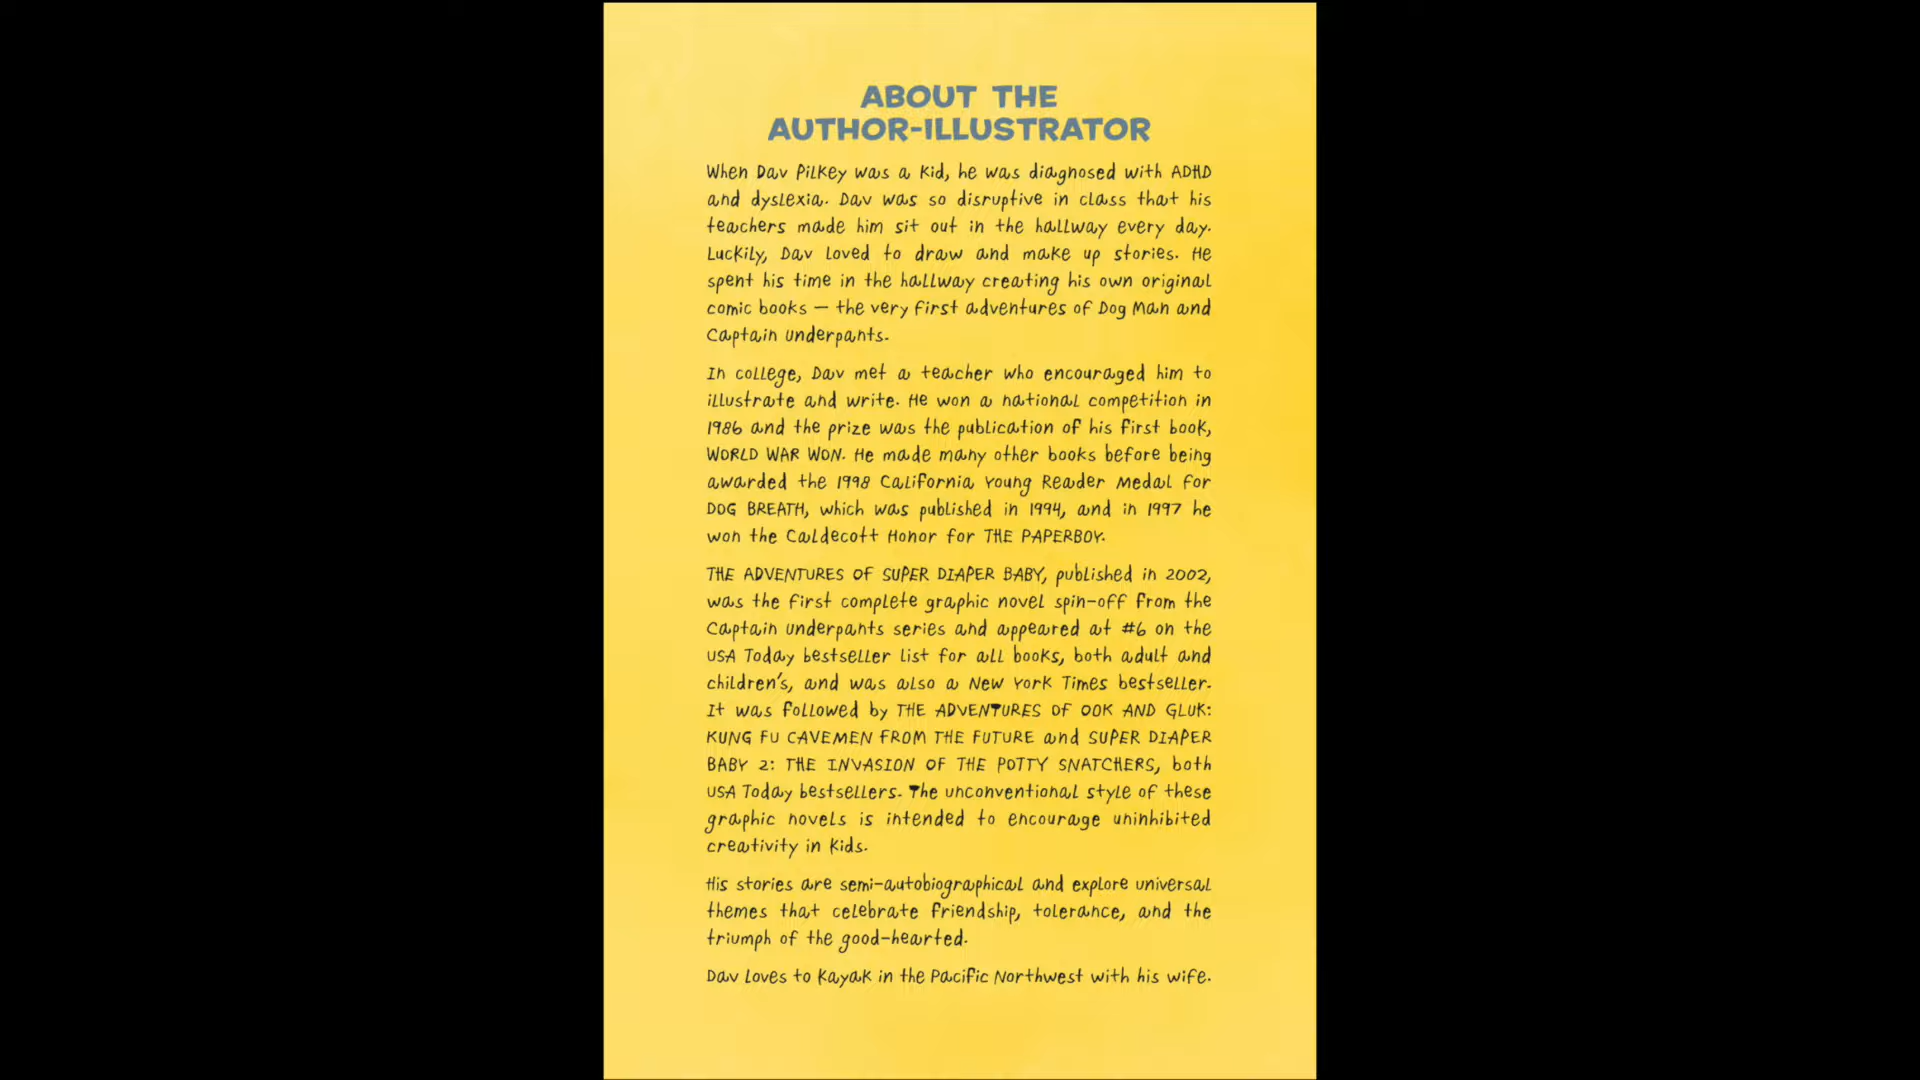 ABOUT THE
AUTHOR-ILLUSTRATOR
When Dav Pilkey was a kid, he was diagnosed with ADHD
and dyslexia. Dav was so disruptive in class that his
teachers made him sit out in the hallway every day.
Luckily, Dav loved to draw and make up stories. He
spent his time in the hallway creating his own original
comic books — the very first adventures of Dog Man and
Captain Underpants.
In college, Dav met a teacher who encouraged him to
illustrate and write. He won a national competition in
1986 and the prize was the publication of his first book,
WORLD WAR WON. He made many other books before being
awarded the 1998 California Young Reader Medal for
DOG BREATH, which was published in 1994, and in 1997 he
won the Caldecott Honor for THE PAPERBOY.
THE ADVENTURES OF SUPER DIAPER BABY, published in 2002,
was the first complete graphic novel spin-off from the
Captain Underpants series and appeared at #6 on the
USA Today bestseller list for all books, both adult and
children's, and was also a New York Times bestseller.
It was followed by THE ADVENTURES OF OOK AND GLUK:
KUNG FU CAVEMEN FROM THE FUTURE and SUPER DIAPER
BABY 2: THE INVASION OF THE POTTY SNATCHERS, both
USA Today bestsellers. The unconventional style of these
graphic novels is intended to encourage uninhibited
creativity in kids.
His stories are semi-autobiographical and explore universal
themes that celebrate friendship, tolerance, and the
triumph of the good-hearted.
Dav loves to kayak in the Pacific Northwest with his wife.